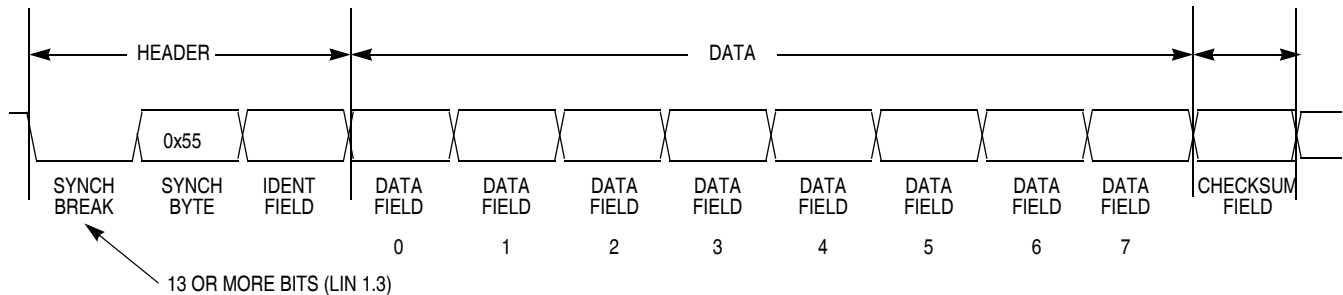 HEADER
DATA
0x55
SYNCH BREAK
SYNCH BYTE
IDENT FIELD
DATA FIELD 0
DATA FIELD 1
DATA FIELD 2
DATA FIELD 3
DATA FIELD 4
DATA FIELD 5
DATA FIELD 6
DATA FIELD 7
CHECKSUM FIELD
13 OR MORE BITS (LIN 1.3)